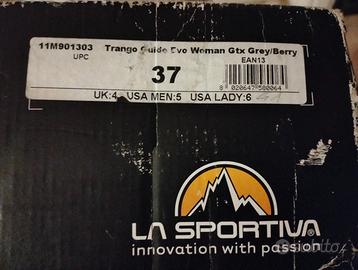 11M901303 Trango Guide Evo Woman Gtx Grey/Berry
UPC EAN13
37
8 020647 580064
UK:4 USA MEN:5 USA LADY:6
LA SPORTIVA®
innovation with passion
subito